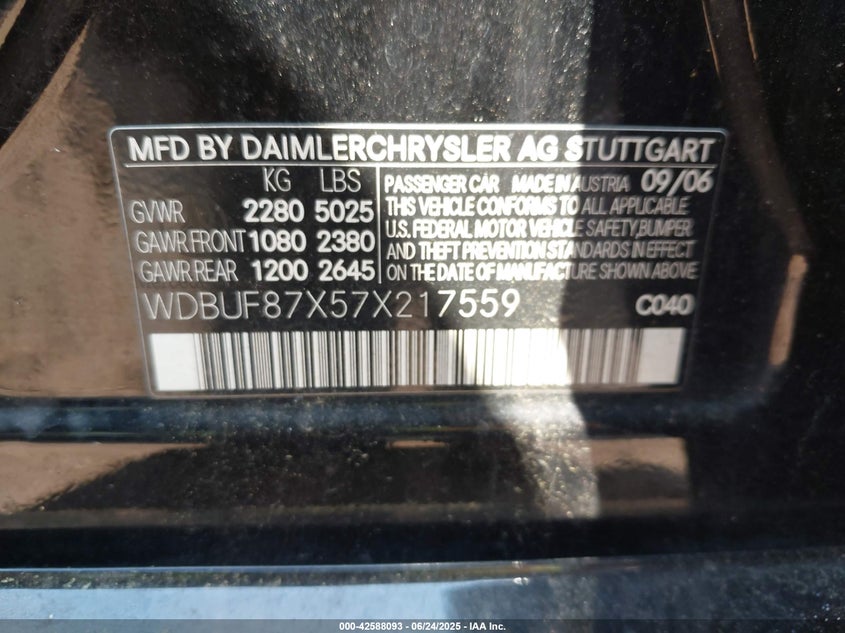 MFD BY DAIMLERCHRYSLER AG STUTTGART
KG LBS
GVWR 2280 5025
GAWR FRONT 1080 2380
GAWR REAR 1200 2645
PASSENGER CAR MADE IN AUSTRIA 09/06
THIS VEHICLE CONFORMS TO ALL APPLICABLE
U.S. FEDERAL MOTOR VEHICLE SAFETY, BUMPER
AND THEFT PREVENTION STANDARDS IN EFFECT
ON THE DATE OF MANUFACTURE SHOWN ABOVE
WDBUF87X57X217559 C040
000-42588093 - 06/24/2025 - IAA Inc.